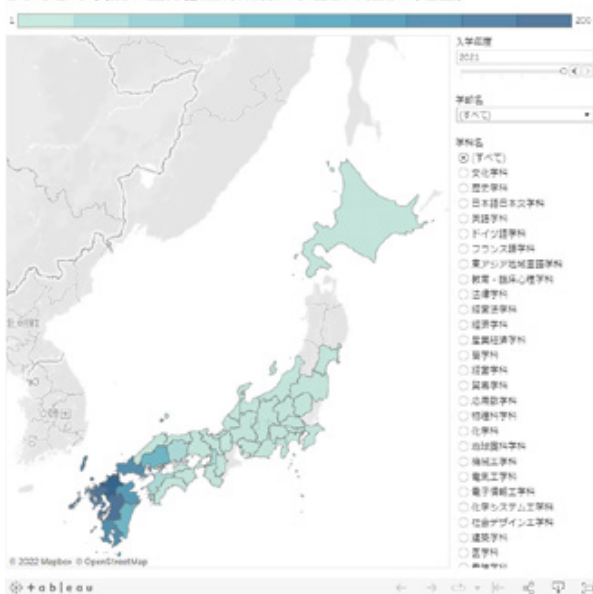 1
200
入学年度
2021
学部名
(すべて)
学科名
(すべて)
文化学科
歴史学科
日本語日本文学科
英語学科
ドイツ語学科
フランス語学科
東アジア地域言語学科
教育・臨床心理学科
法律学科
経営法学科
経済学科
産業経済学科
商学科
経営学科
貿易学科
応用数学科
物理科学科
化学科
地球圏科学科
機械工学科
電気工学科
電子情報工学科
化学システム工学科
社会デザイン工学科
建築学科
医学科
© 2022 Mapbox © OpenStreetMap
+ a b l e a u